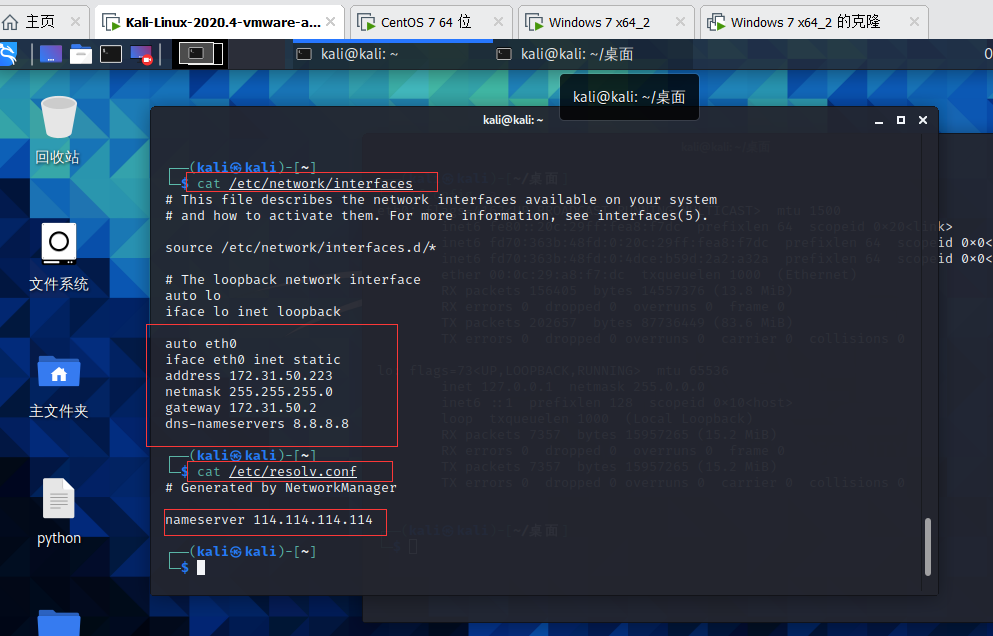 主页
Kali-Linux-2020.4-vmware-a...
CentOS 7 64 位
Windows 7 x64_2
Windows 7 x64_2 的克隆
kali@kali: ~
kali@kali: ~/桌面
kali@kali: ~/桌面
kali@kali: ~
回收站
文件系统
主文件夹
python
┌──(kali㉿kali)-[~]
└─$ cat /etc/network/interfaces
# This file describes the network interfaces available on your system
# and how to activate them. For more information, see interfaces(5).
source /etc/network/interfaces.d/*
# The loopback network interface
auto lo
iface lo inet loopback
auto eth0
iface eth0 inet static
address 172.31.50.223
netmask 255.255.255.0
gateway 172.31.50.2
dns-nameservers 8.8.8.8
┌──(kali㉿kali)-[~]
└─$ cat /etc/resolv.conf
# Generated by NetworkManager
nameserver 114.114.114.114
┌──(kali㉿kali)-[~]
└─$